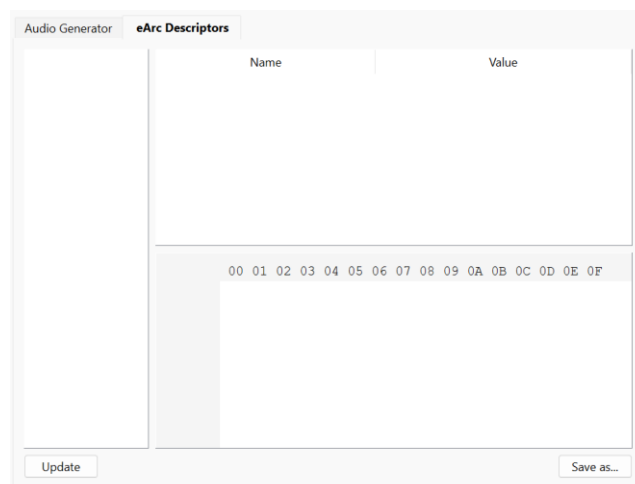 Audio Generator eArc Descriptors
Name Value
00 01 02 03 04 05 06 07 08 09 0A 0B 0C 0D 0E 0F
Update Save as...